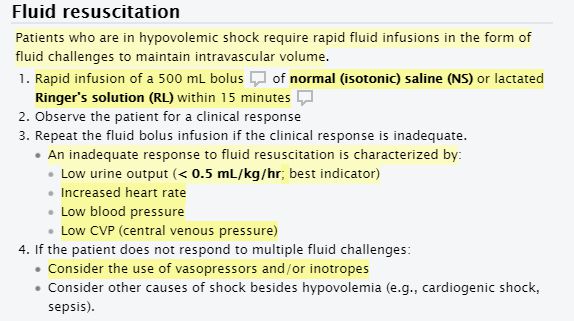 Fluid resuscitation
Patients who are in hypovolemic shock require rapid fluid infusions in the form of
fluid challenges to maintain intravascular volume.
1. Rapid infusion of a 500 mL bolus of normal (isotonic) saline (NS) or lactated
Ringer's solution (RL) within 15 minutes
2. Observe the patient for a clinical response
3. Repeat the fluid bolus infusion if the clinical response is inadequate.
• An inadequate response to fluid resuscitation is characterized by:
• Low urine output (< 0.5 mL/kg/hr; best indicator)
• Increased heart rate
• Low blood pressure
• Low CVP (central venous pressure)
4. If the patient does not respond to multiple fluid challenges:
• Consider the use of vasopressors and/or inotropes
• Consider other causes of shock besides hypovolemia (e.g., cardiogenic shock,
sepsis).